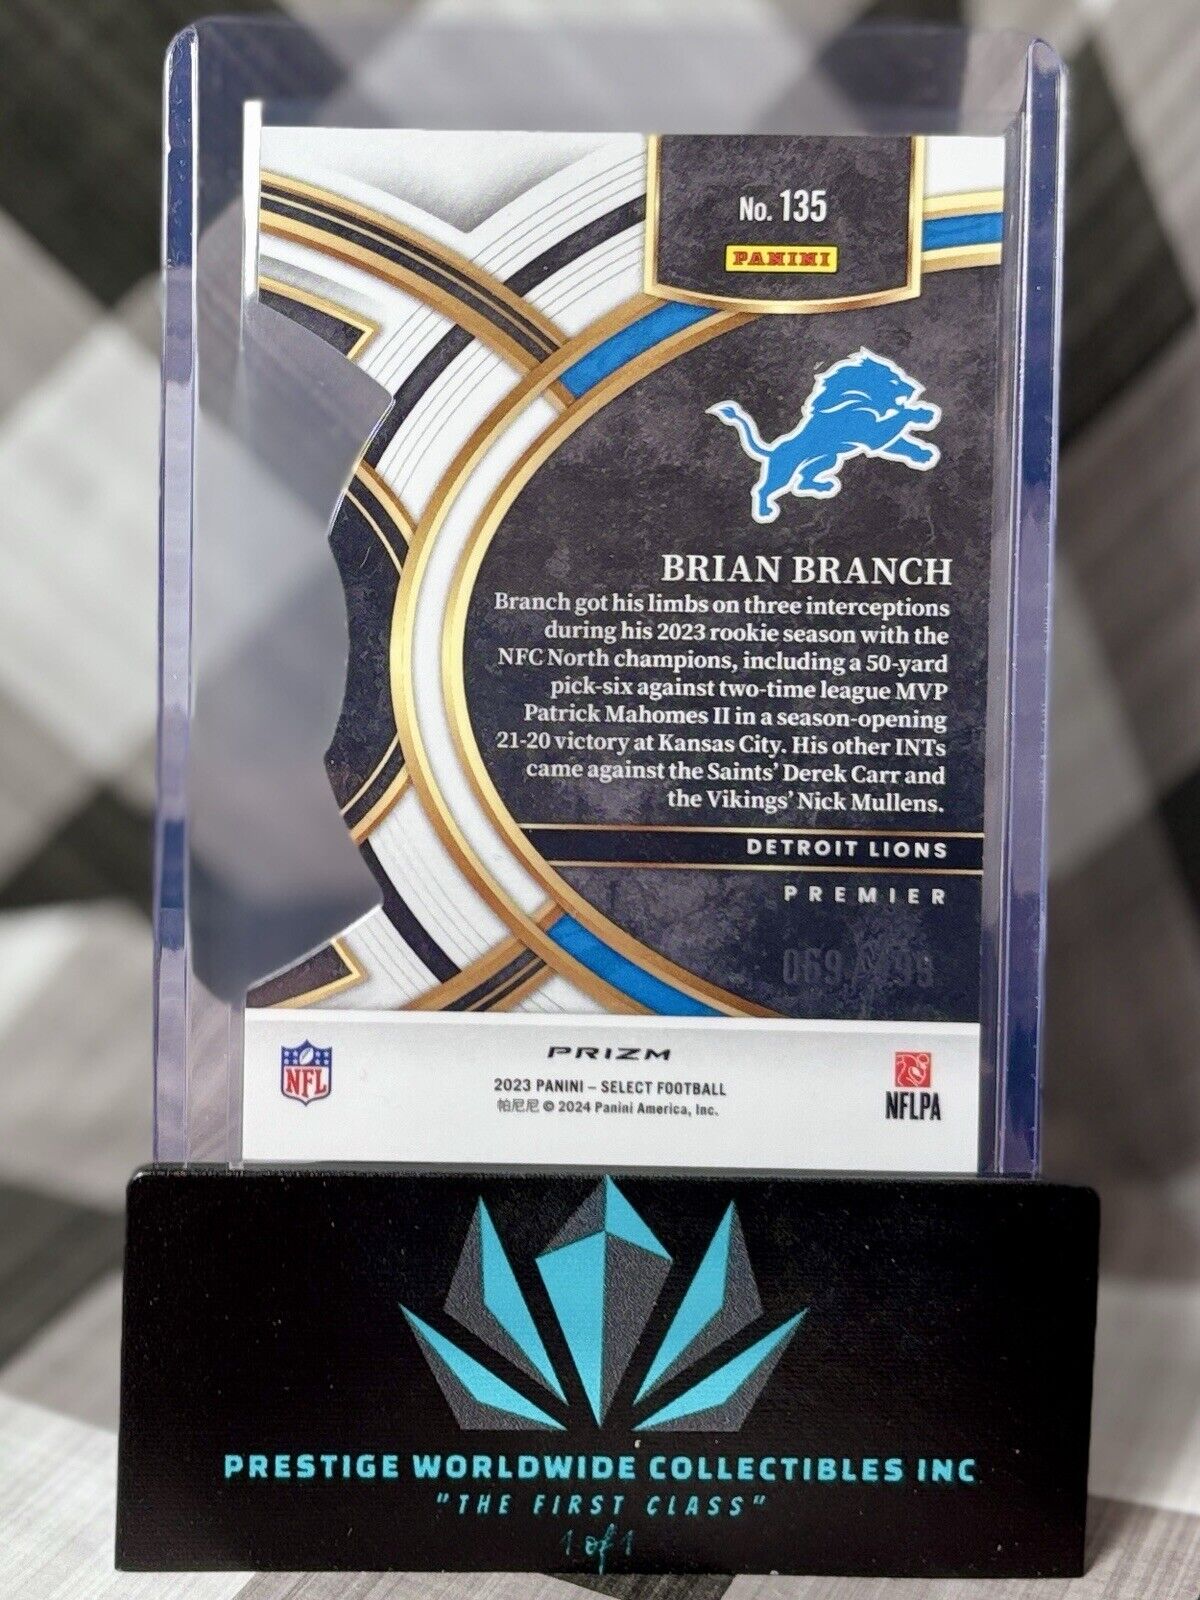 No. 135
PANINI
BRIAN BRANCH
Branch got his limbs on three interceptions
during his 2023 rookie season with the
NFC North champions, including a 50-yard
pick-six against two-time league MVP
Patrick Mahomes II in a season-opening
21-20 victory at Kansas City. His other INTs
came against the Saints' Derek Carr and
the Vikings' Nick Mullens.
DETROIT LIONS
PREMIER
PRIZM
NFL
2023 PANINI – SELECT FOOTBALL
帕尼尼 © 2024 Panini America, Inc.
NFLPA
PRESTIGE WORLDWIDE COLLECTIBLES INC
"THE FIRST CLASS"
1 of 1